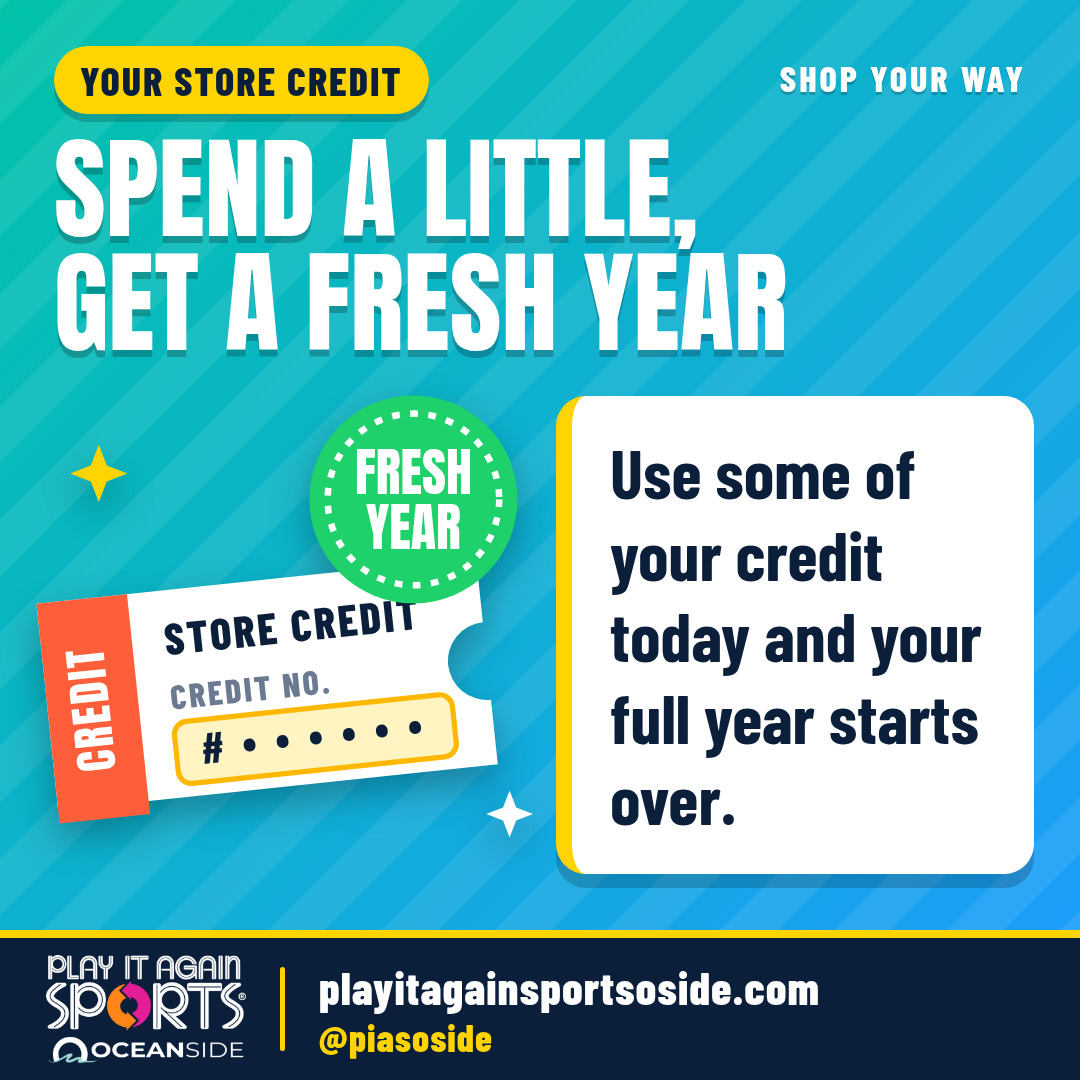 YOUR STORE CREDIT
SHOP YOUR WAY
SPEND A LITTLE,
GET A FRESH YEAR
FRESH
YEAR
CREDIT
STORE CREDIT
CREDIT NO.
# • • • • • •
Use some of
your credit
today and your
full year starts
over.
PLAY IT AGAIN
SPORTS®
OCEANSIDE
playitagainsportsoside.com
@piasoside